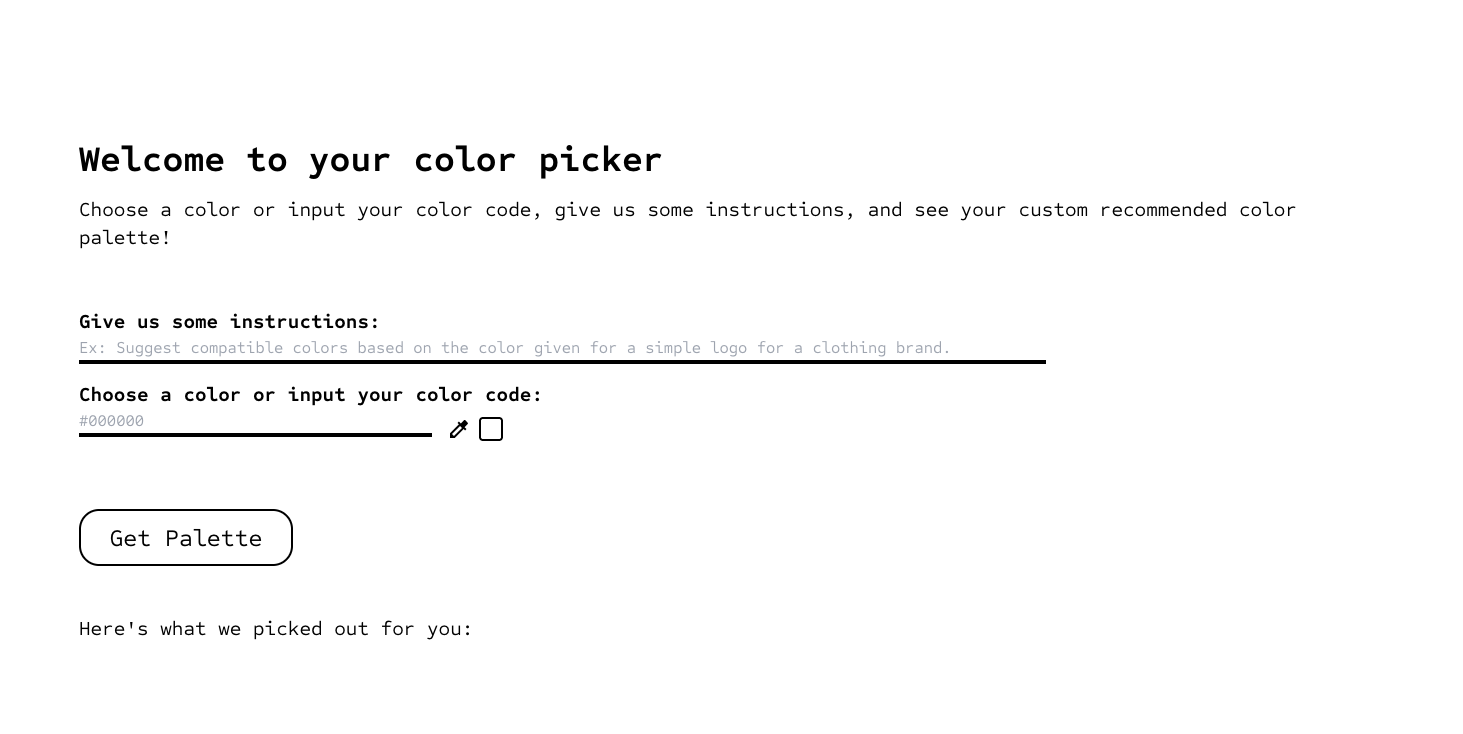 Welcome to your color picker
Choose a color or input your color code, give us some instructions, and see your custom recommended color
palette!
Give us some instructions:
Ex: Suggest compatible colors based on the color given for a simple logo for a clothing brand.
Choose a color or input your color code:
#000000
Get Palette
Here's what we picked out for you: